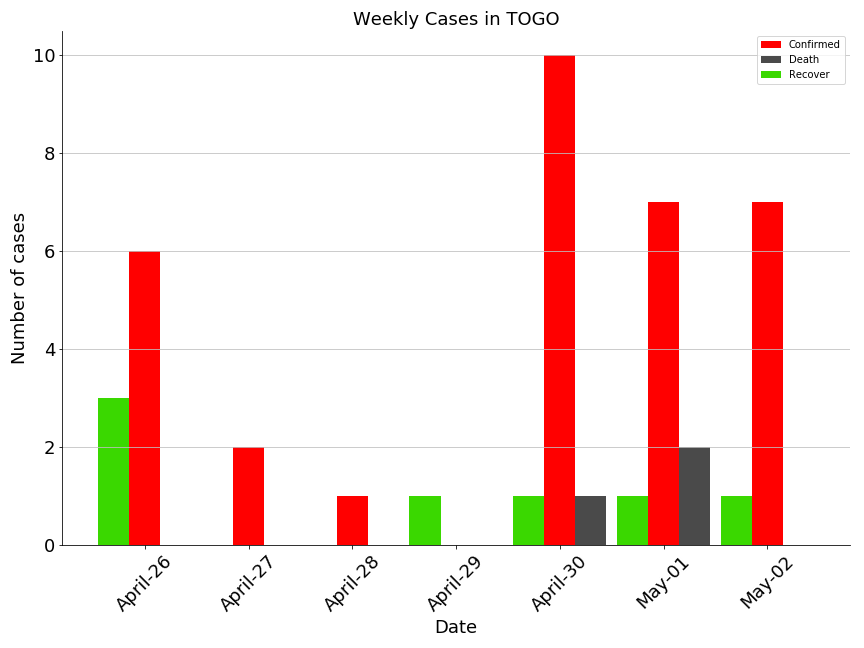 Weekly Cases in TOGO
Confirmed
Death
Recover
Number of cases
10
8
6
4
2
0
April-26
April-27
April-28
April-29
April-30
May-01
May-02
Date